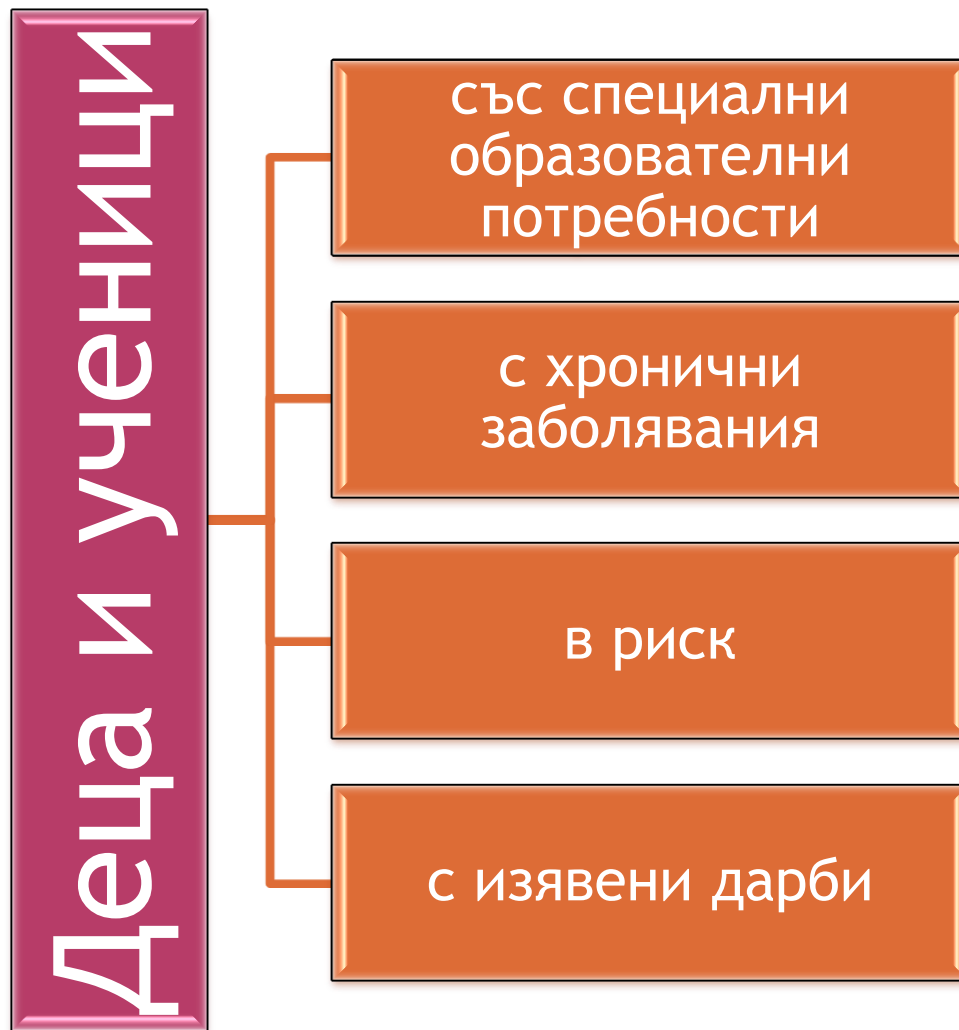 Деца и ученици
със специални
образователни
потребности
с хронични
заболявания
в риск
с изявени дарби